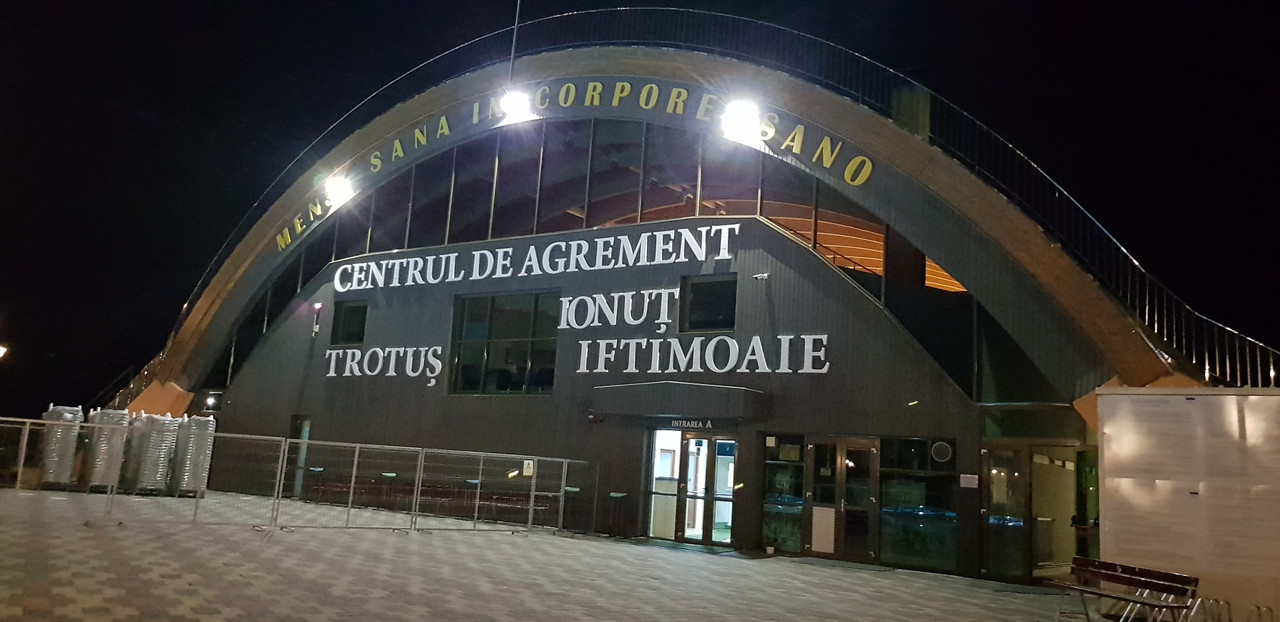 MENS SANA IN CORPORE SANO
CENTRUL DE AGREMENT
IONUȚ
TROTUȘ IFTIMOAIE
INTRAREA A